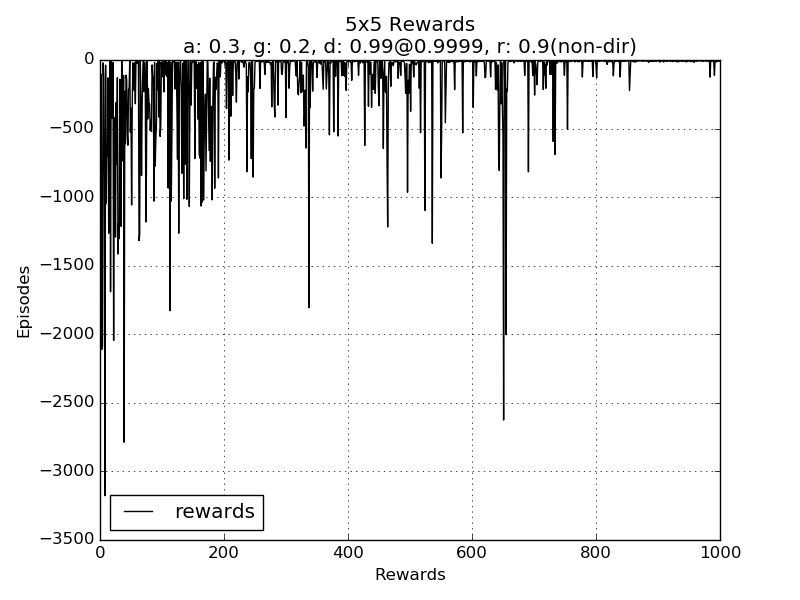 5x5 Rewards
a: 0.3, g: 0.2, d: 0.99@0.9999, r: 0.9(non-dir)
0
−500
−1000
−1500
−2000
−2500
−3000
−3500
Episodes
rewards
0 200 400 600 800 1000
Rewards